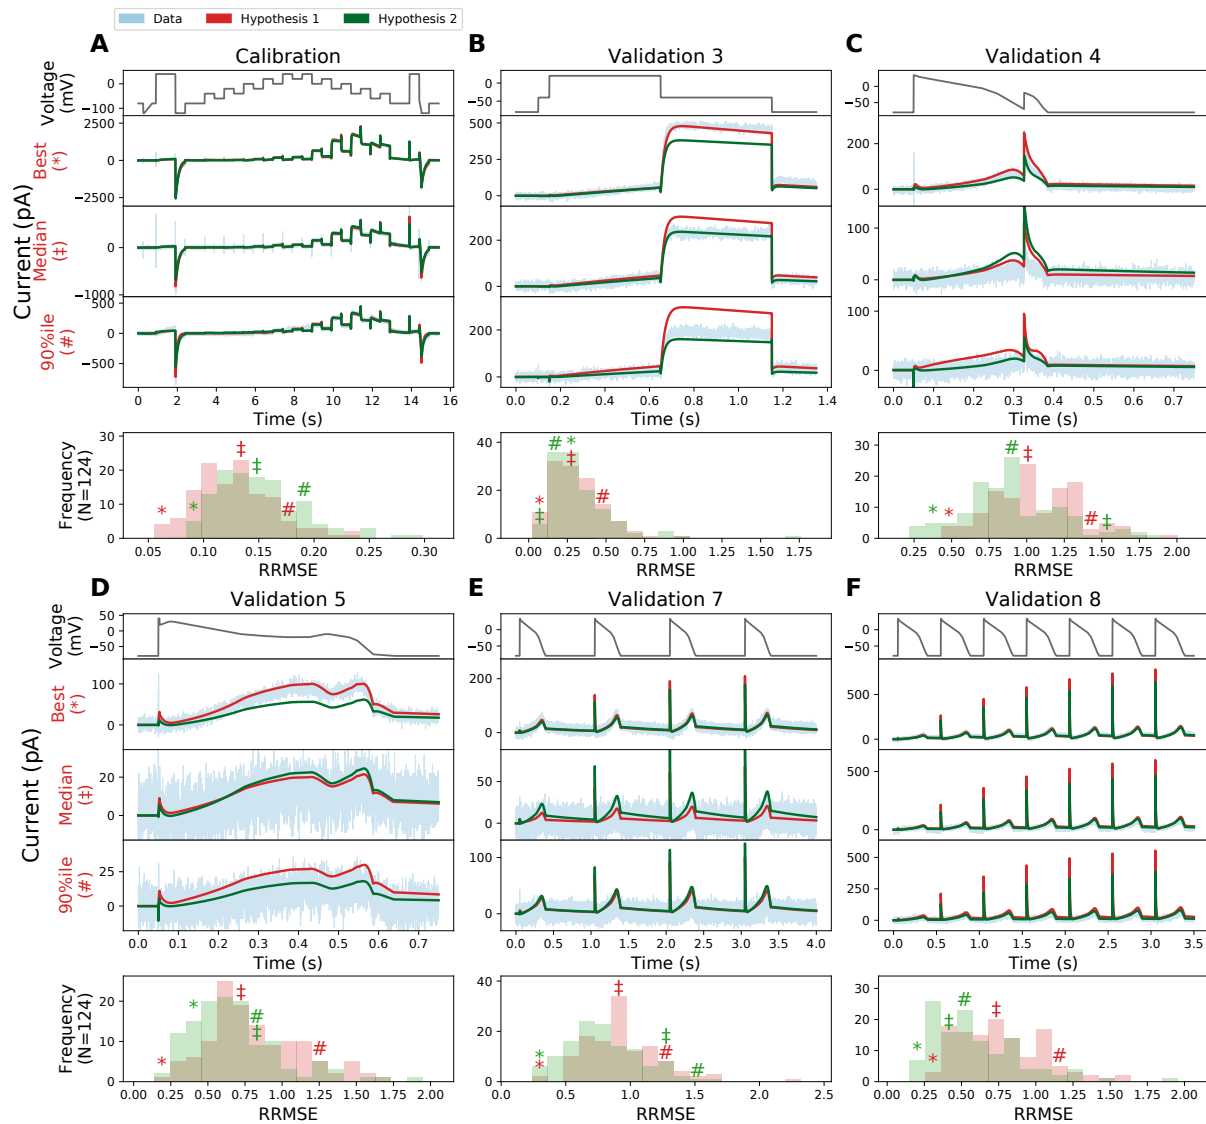 Data Hypothesis 1 Hypothesis 2
A B C
Calibration Validation 3 Validation 4
Voltage
(mV)
0
−100
0
−50
0
−50
Current (pA)
Best
(*)
2500
0
−2500
500
250
0
200
0
Median
(‡)
0
−1000
200
0
100
0
90%ile
(#)
500
0
−500
200
0
100
0
0 2 4 6 8 10 12 14 16
0.0 0.2 0.4 0.6 0.8 1.0 1.2 1.4
0.0 0.1 0.2 0.3 0.4 0.5 0.6 0.7
Time (s) Time (s) Time (s)
Frequency
(N=124)
30
20
10
0
40
20
0
30
20
10
0
* * ‡ ‡ # #
* ‡ # * ‡ #
* * # ‡ # ‡
0.05 0.10 0.15 0.20 0.25 0.30
0.00 0.25 0.50 0.75 1.00 1.25 1.50 1.75
0.25 0.50 0.75 1.00 1.25 1.50 1.75 2.00
RRMSE RRMSE RRMSE
D E F
Validation 5 Validation 7 Validation 8
Voltage
(mV)
50
0
−50
0
−50
0
−50
Current (pA)
Best
(*)
100
0
200
0
500
0
Median
(‡)
20
0
50
0
500
0
90%ile
(#)
25
0
100
0
500
250
0
0.0 0.1 0.2 0.3 0.4 0.5 0.6 0.7
0.0 0.5 1.0 1.5 2.0 2.5 3.0 3.5 4.0
0.0 0.5 1.0 1.5 2.0 2.5 3.0 3.5
Time (s) Time (s) Time (s)
Frequency
(N=124)
20
10
0
40
20
0
30
20
10
0
* * ‡ # ‡ #
* * ‡ ‡ # #
* * ‡ # ‡ #
0.00 0.25 0.50 0.75 1.00 1.25 1.50 1.75 2.00
0.0 0.5 1.0 1.5 2.0 2.5
0.00 0.25 0.50 0.75 1.00 1.25 1.50 1.75 2.00
RRMSE RRMSE RRMSE